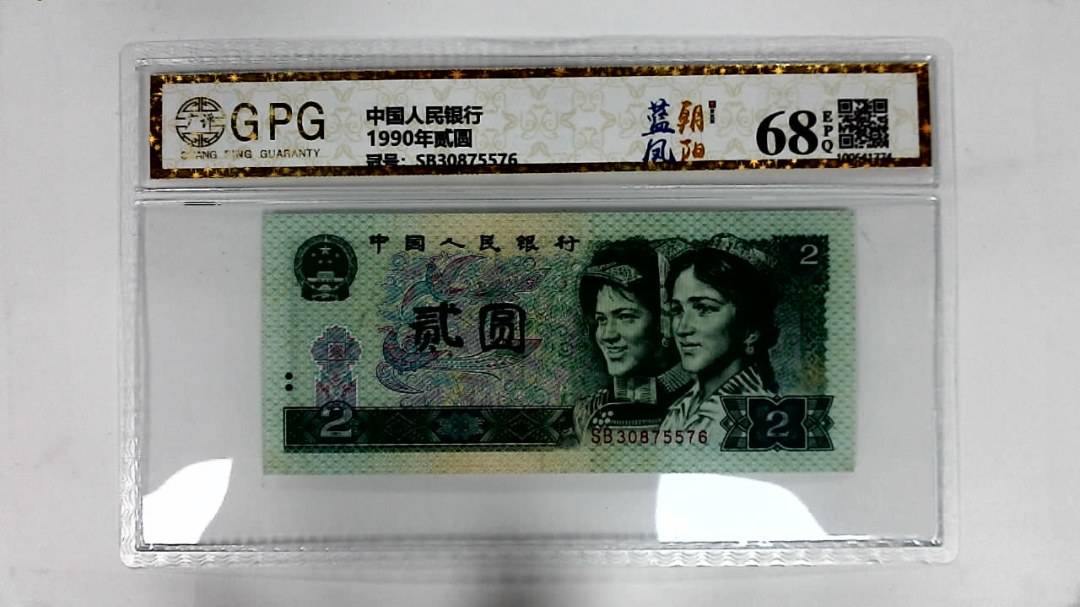 GPG
GUANG PING GUARANTY
中国人民银行
1990年贰圆
冠号: SB30875576
蓝凤
朝阳
68
EPQ
中国人民银行
2
贰圆
2
SB30875576
2